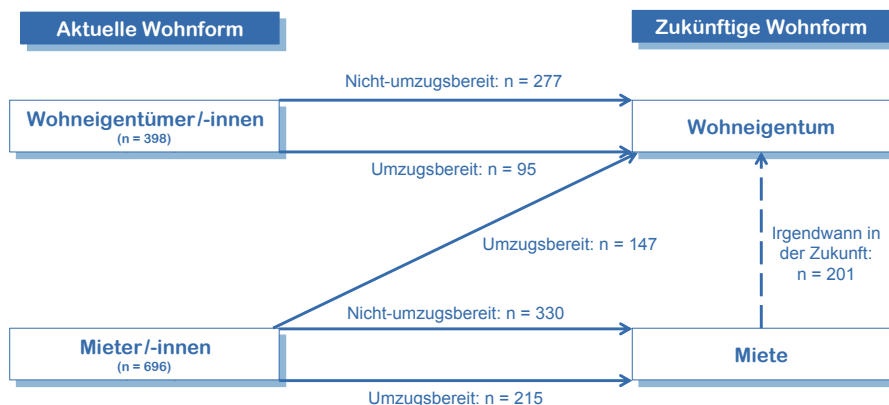 Aktuelle Wohnform
Zukünftige Wohnform
Nicht-umzugsbereit: n = 277
Wohneigentümer/-innen
(n = 398)
Wohneigentum
Umzugsbereit: n = 95
Umzugsbereit: n = 147
Irgendwann in
der Zukunft:
n = 201
Nicht-umzugsbereit: n = 330
Mieter/-innen
(n = 696)
Miete
Umzugsbereit: n = 215